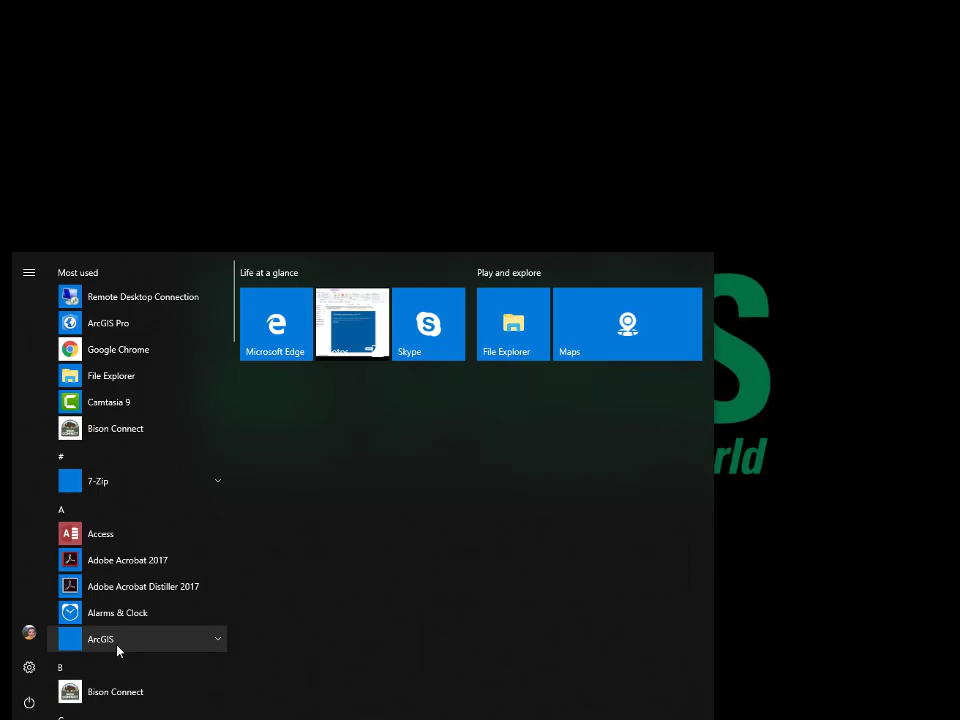 Most used
Remote Desktop Connection
ArcGIS Pro
Google Chrome
File Explorer
Camtasia 9
Bison Connect
#
7-Zip
A
Access
Adobe Acrobat 2017
Adobe Acrobat Distiller 2017
Alarms & Clock
ArcGIS
B
Bison Connect
Life at a glance
Microsoft Edge
Skype
Play and explore
File Explorer
Maps
S
rld